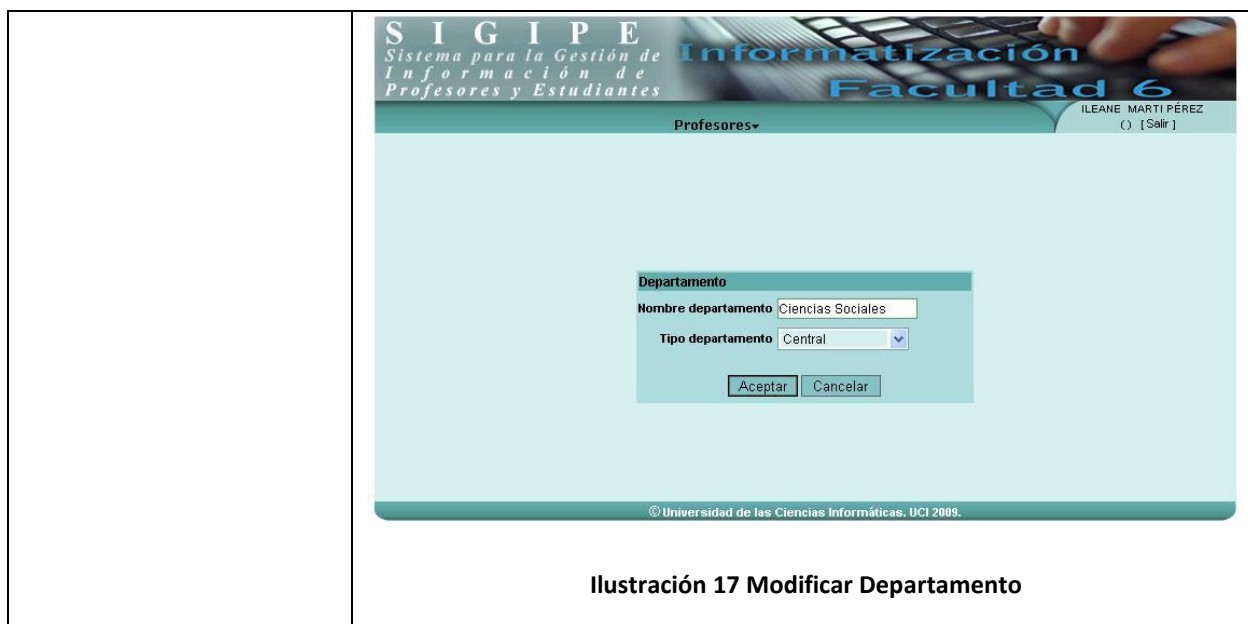 S I G I P E
Sistema para la Gestión de
Información de
Profesores y Estudiantes
Informatización
Facultad 6
ILEANE MARTI PÉREZ
() [Salir]
Profesores
Departamento
Nombre departamento Ciencias Sociales
Tipo departamento Central
Aceptar Cancelar
© Universidad de las Ciencias Informáticas. UCI 2009.
Ilustración 17 Modificar Departamento